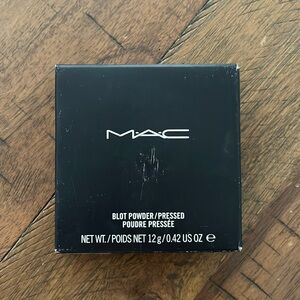 MAC
BLOT POWDER/PRESSED
POUDRE PRESSÉE
NET WT./POIDS NET 12 g/0.42 US OZ ℮